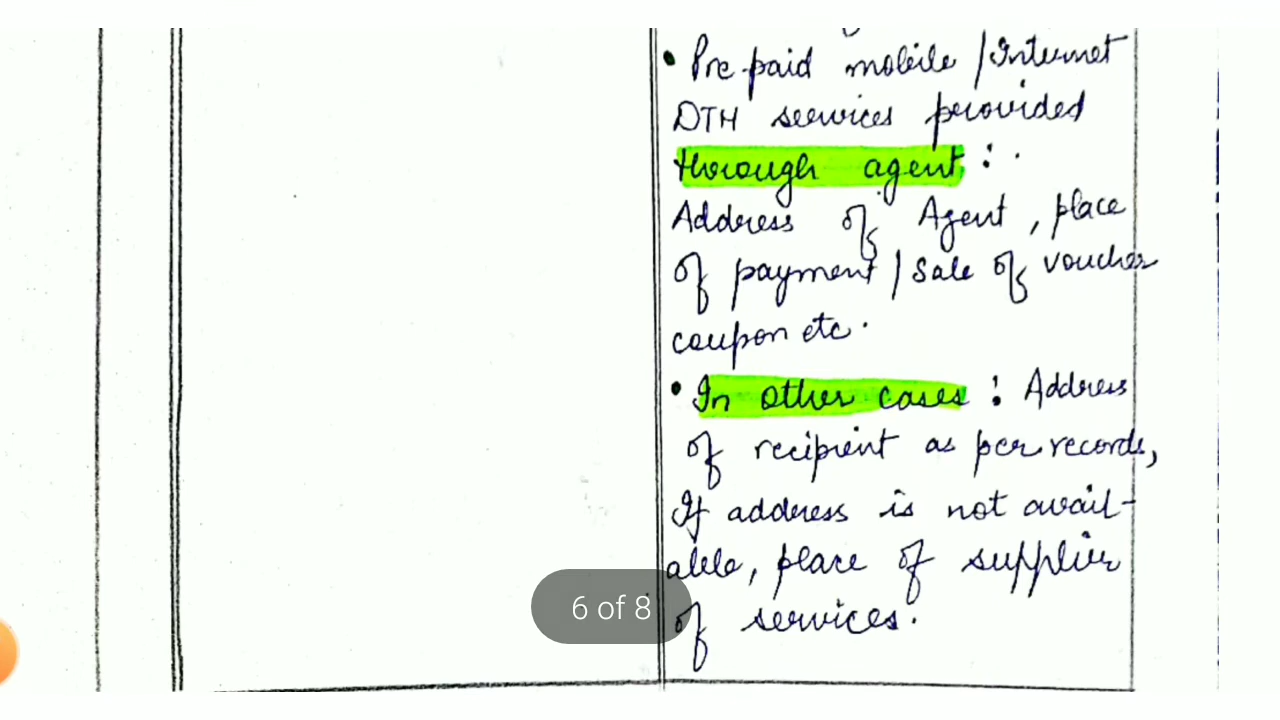 • Pre-paid mobile / Internet
DTH services provided
through agent :
Address of Agent, place
of payment / Sale of voucher
coupon etc.
• In other cases : Address
of recipient as per records,
If address is not avail-
able, place of supplier
of services.
6 of 8